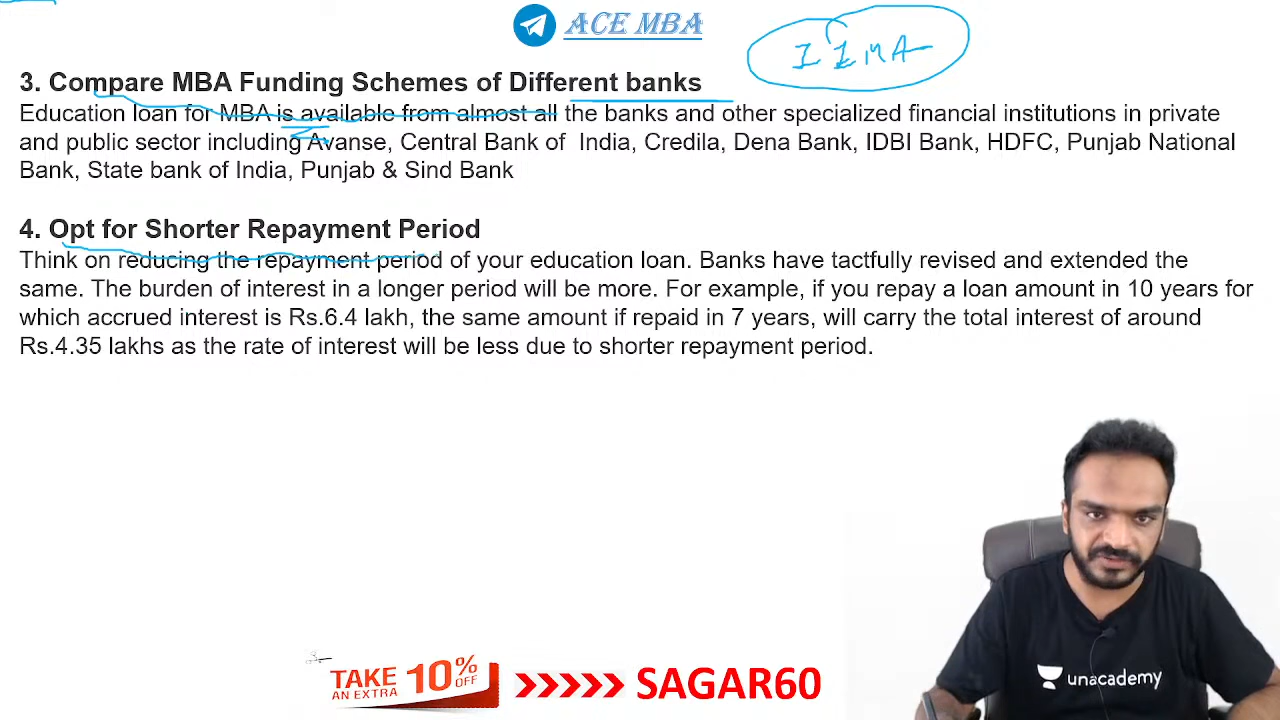 ACE MBA
IIMA
3. Compare MBA Funding Schemes of Different banks
Education loan for MBA is available from almost all the banks and other specialized financial institutions in private
and public sector including Avanse, Central Bank of India, Credila, Dena Bank, IDBI Bank, HDFC, Punjab National
Bank, State bank of India, Punjab & Sind Bank
4. Opt for Shorter Repayment Period
Think on reducing the repayment period of your education loan. Banks have tactfully revised and extended the
same. The burden of interest in a longer period will be more. For example, if you repay a loan amount in 10 years for
which accrued interest is Rs.6.4 lakh, the same amount if repaid in 7 years, will carry the total interest of around
Rs.4.35 lakhs as the rate of interest will be less due to shorter repayment period.
unacademy
TAKE 10% OFF
AN EXTRA
SAGAR60